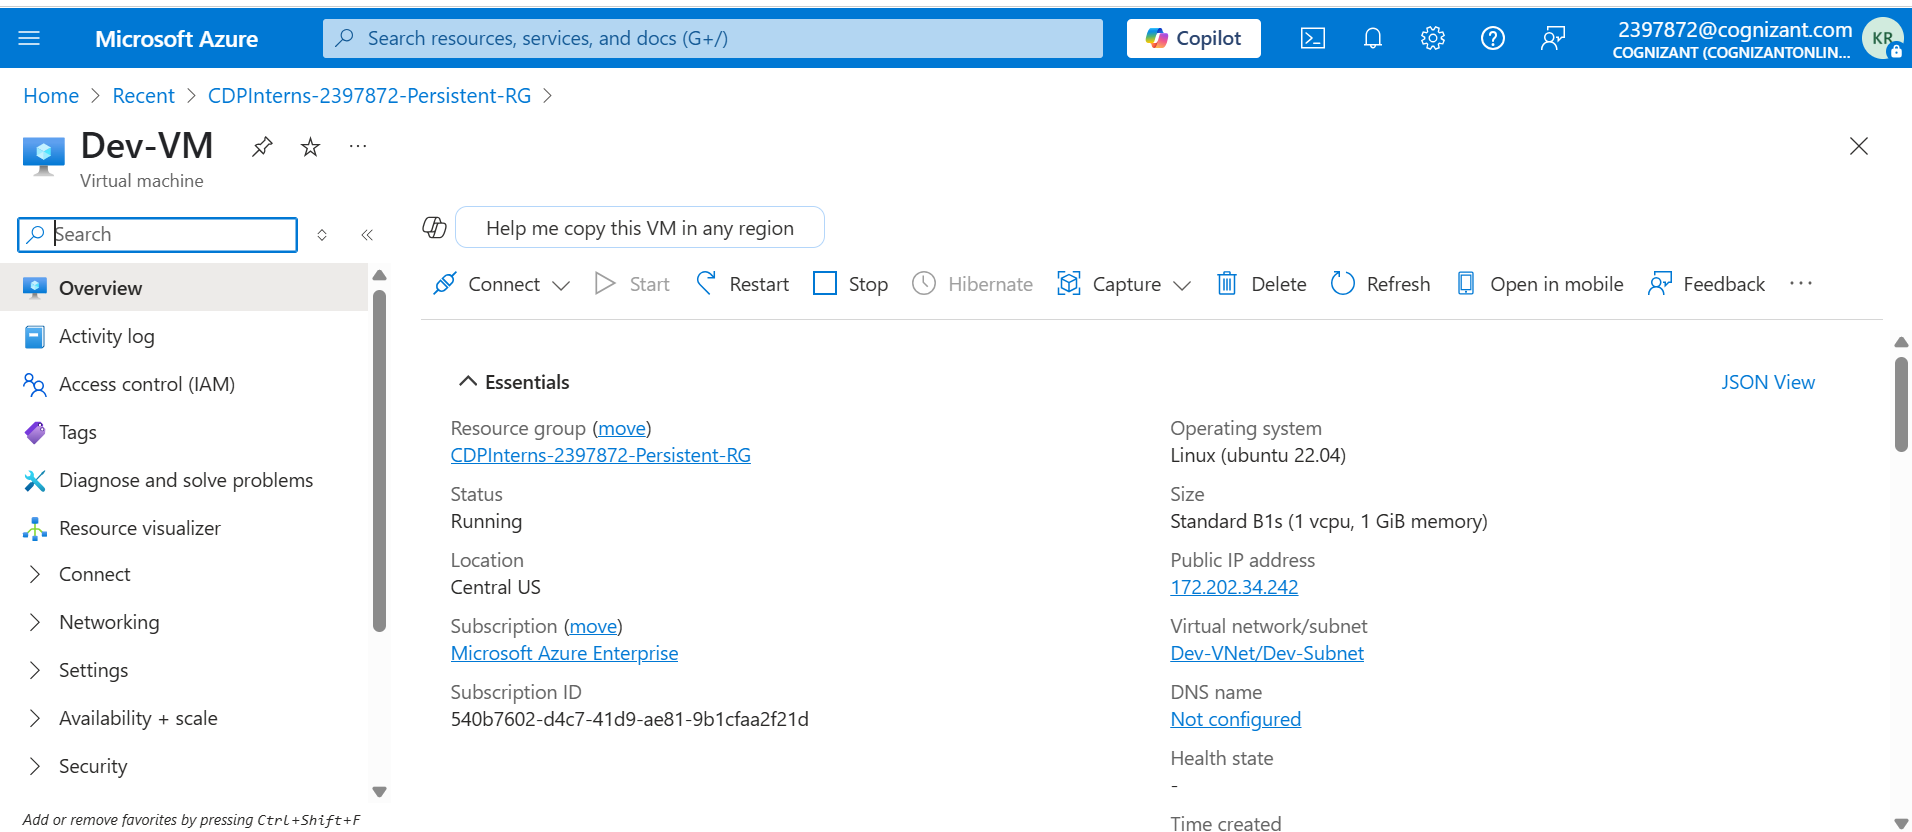 Microsoft Azure
Search resources, services, and docs (G+/)
Copilot
2397872@cognizant.com
COGNIZANT (COGNIZANTONLIN...
KR
Home > Recent > CDPInterns-2397872-Persistent-RG >
Dev-VM
Virtual machine
Search
Overview
Activity log
Access control (IAM)
Tags
Diagnose and solve problems
Resource visualizer
Connect
Networking
Settings
Availability + scale
Security
Add or remove favorites by pressing Ctrl+Shift+F
Help me copy this VM in any region
Connect Start Restart Stop Hibernate Capture Delete Refresh Open in mobile Feedback ...
Essentials
JSON View
Resource group (move)
CDPInterns-2397872-Persistent-RG
Status
Running
Location
Central US
Subscription (move)
Microsoft Azure Enterprise
Subscription ID
540b7602-d4c7-41d9-ae81-9b1cfaa2f21d
Operating system
Linux (ubuntu 22.04)
Size
Standard B1s (1 vcpu, 1 GiB memory)
Public IP address
172.202.34.242
Virtual network/subnet
Dev-VNet/Dev-Subnet
DNS name
Not configured
Health state
-
Time created